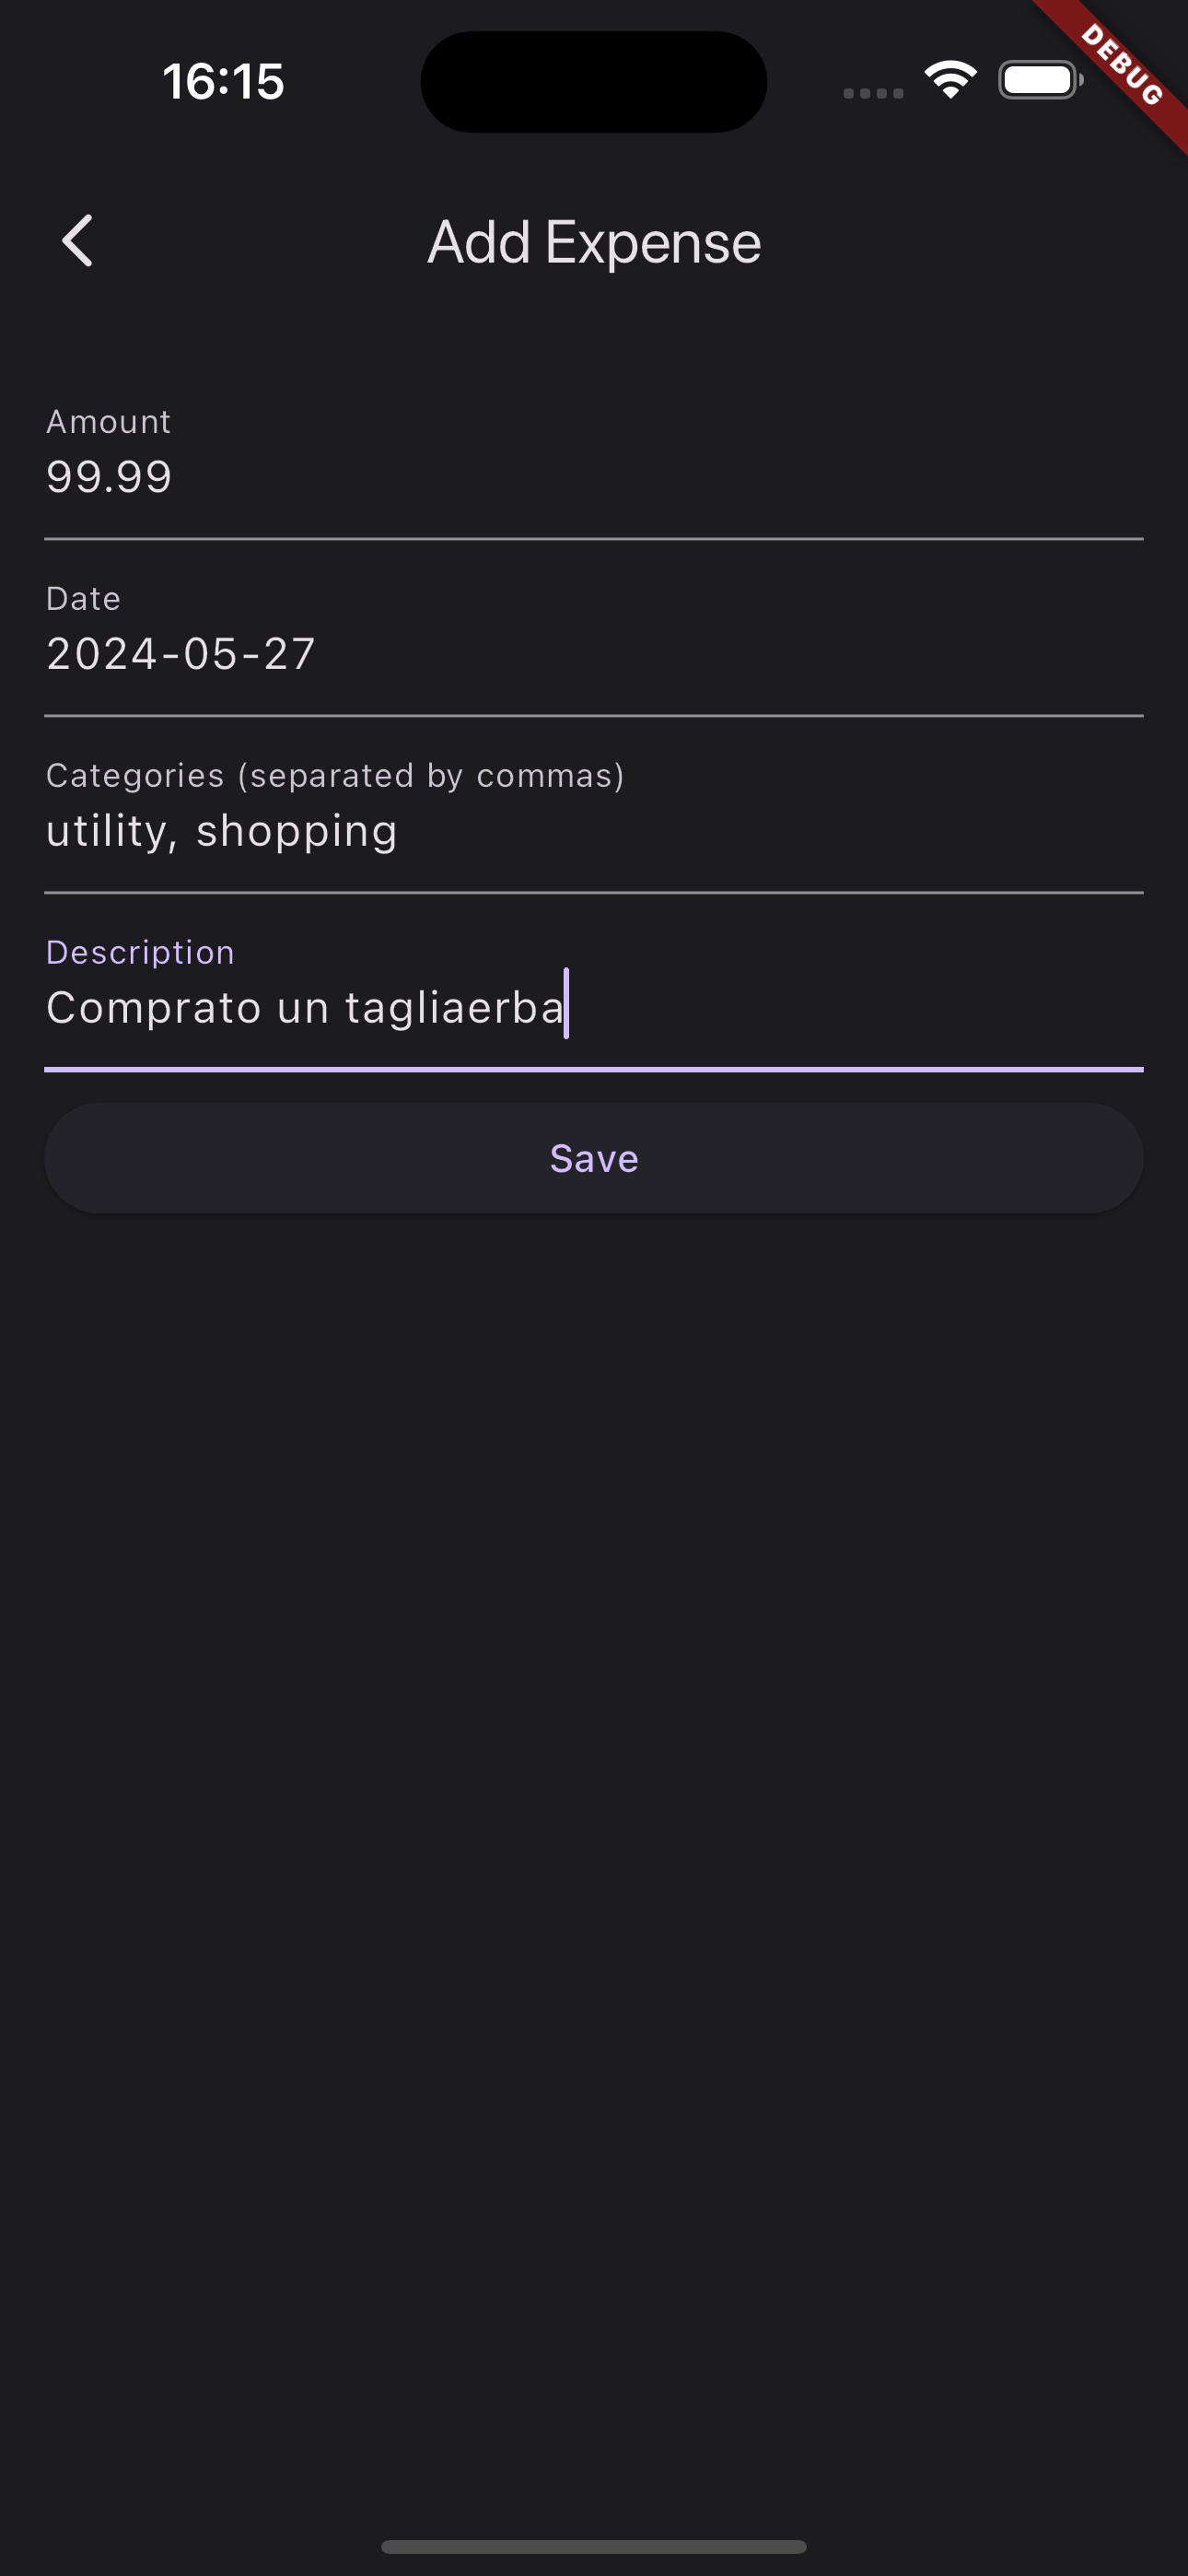 16:15
DEBUG
Add Expense
Amount
99.99
Date
2024-05-27
Categories (separated by commas)
utility, shopping
Description
Comprato un tagliaerba
Save